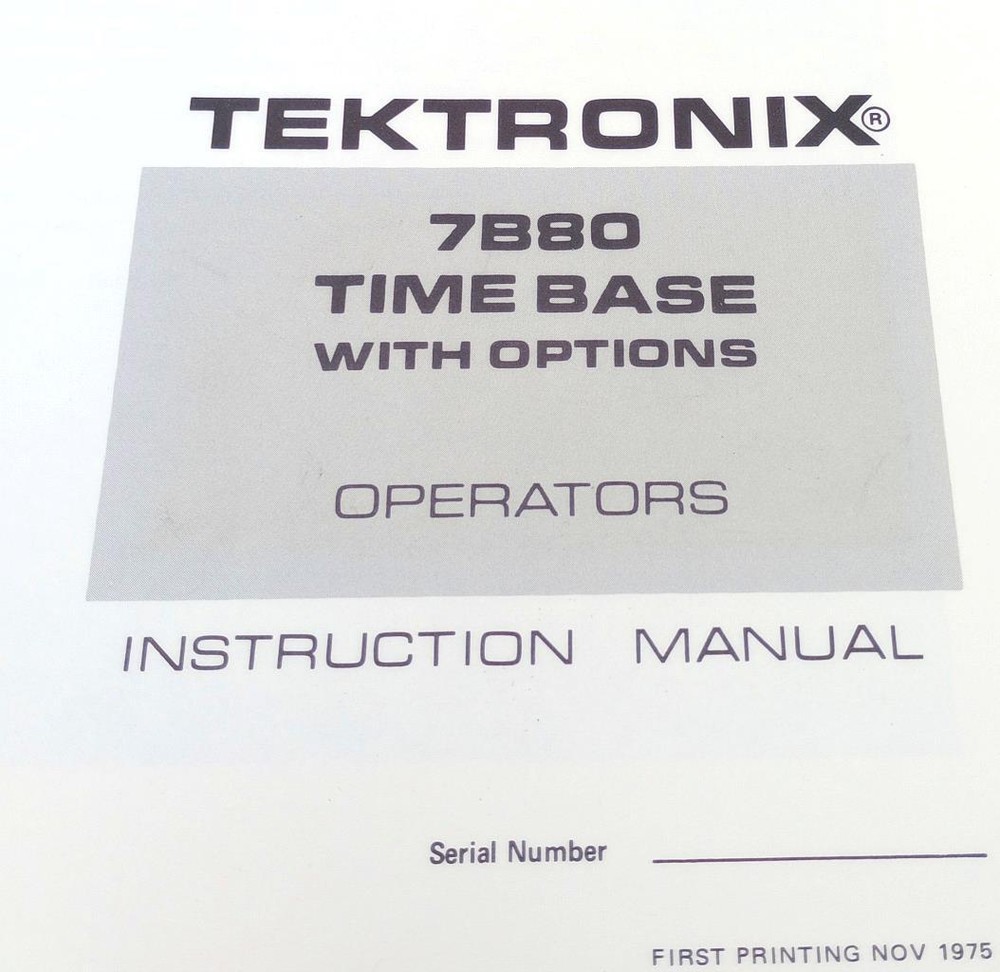 TEKTRONIX®
7B80
TIME BASE
WITH OPTIONS
OPERATORS
INSTRUCTION MANUAL
Serial Number
FIRST PRINTING NOV 1975